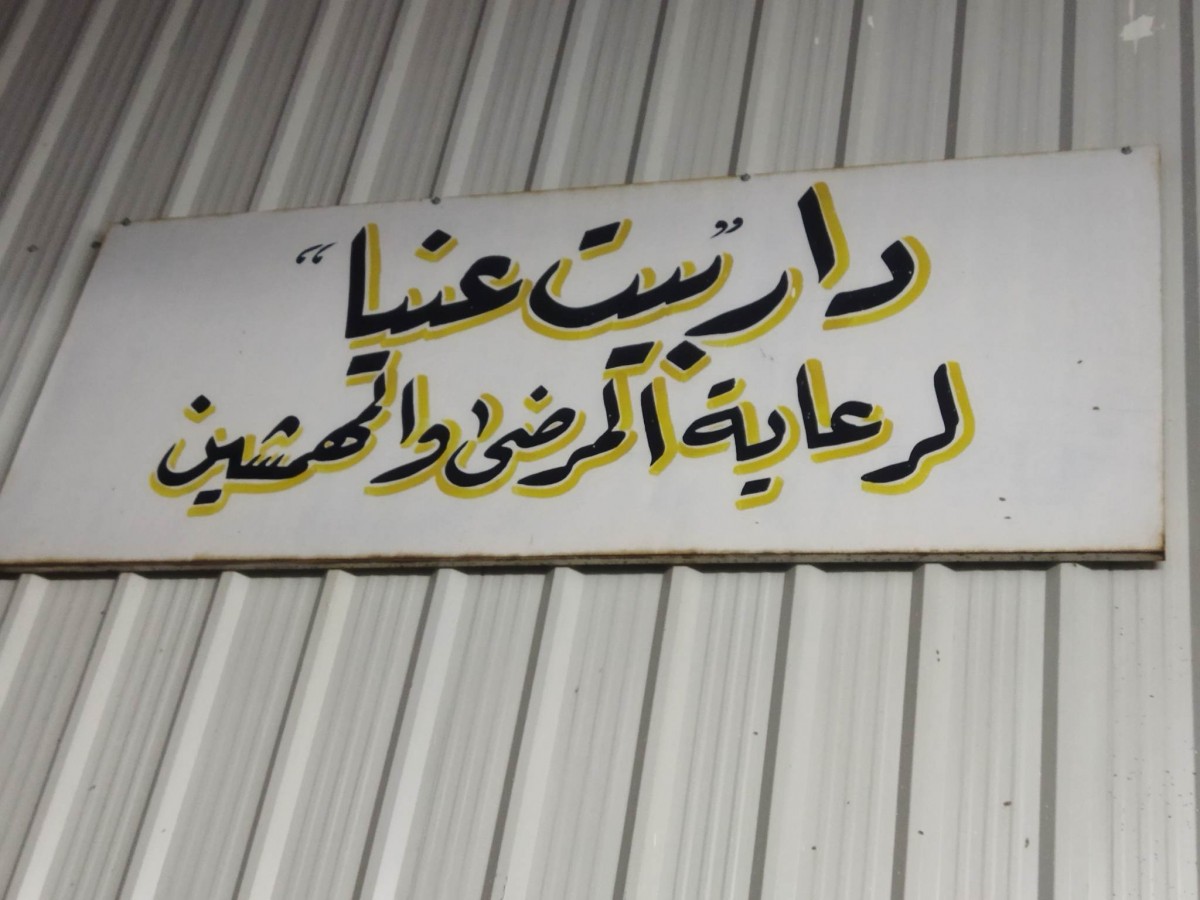 دار "بيت عنيا"
لرعاية المرضى والمهمشين